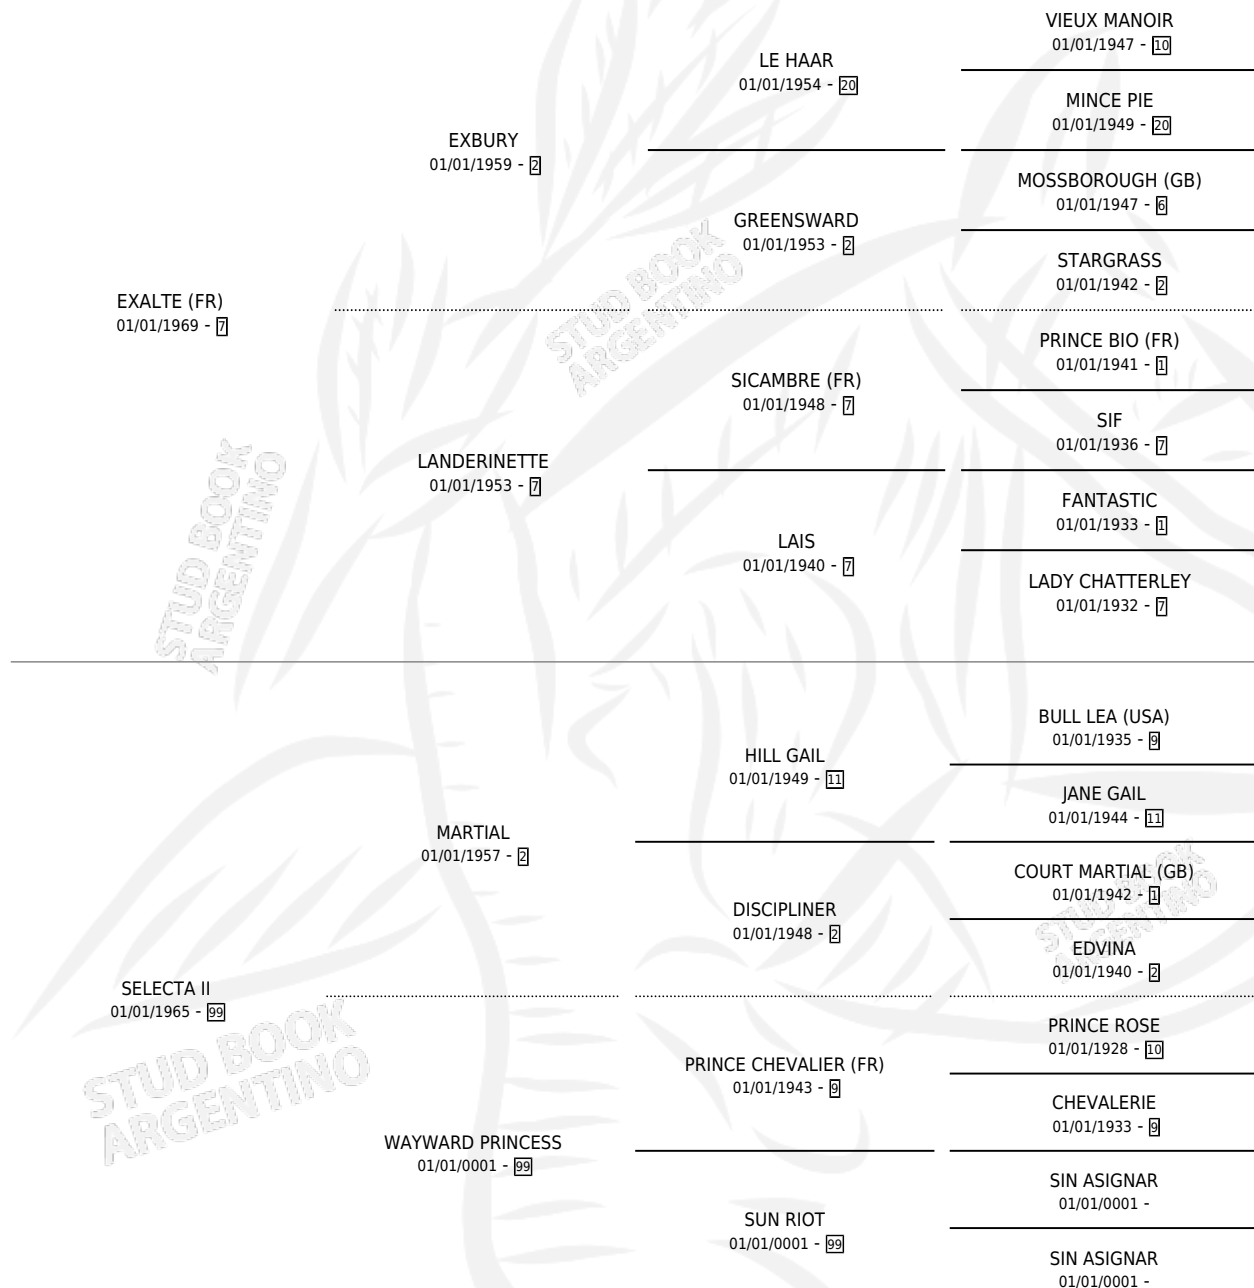 VIEUX MANOIR
01/01/1947 - 10
LE HAAR
01/01/1954 - 20
MINCE PIE
01/01/1949 - 20
EXBURY
01/01/1959 - 2
MOSSBOROUGH (GB)
01/01/1947 - 6
GREENSWARD
01/01/1953 - 2
STARGRASS
01/01/1942 - 2
EXALTE (FR)
01/01/1969 - 7
PRINCE BIO (FR)
01/01/1941 - 1
SICAMBRE (FR)
01/01/1948 - 7
SIF
01/01/1936 - 7
LANDERINETTE
01/01/1953 - 7
FANTASTIC
01/01/1933 - 1
LAIS
01/01/1940 - 7
LADY CHATTERLEY
01/01/1932 - 7
BULL LEA (USA)
01/01/1935 - 9
HILL GAIL
01/01/1949 - 11
JANE GAIL
01/01/1944 - 11
MARTIAL
01/01/1957 - 2
COURT MARTIAL (GB)
01/01/1942 - 1
DISCIPLINER
01/01/1948 - 2
EDVINA
01/01/1940 - 2
SELECTA II
01/01/1965 - 99
PRINCE ROSE
01/01/1928 - 10
PRINCE CHEVALIER (FR)
01/01/1943 - 9
CHEVALERIE
01/01/1933 - 9
WAYWARD PRINCESS
01/01/0001 - 99
SIN ASIGNAR
01/01/0001 -
SUN RIOT
01/01/0001 - 99
SIN ASIGNAR
01/01/0001 -
STUD BOOK
ARGENTINO
STUD BOOK
ARGENTINO
STUD BOOK
ARGENTINO
STUD BOOK
ARGENTINO